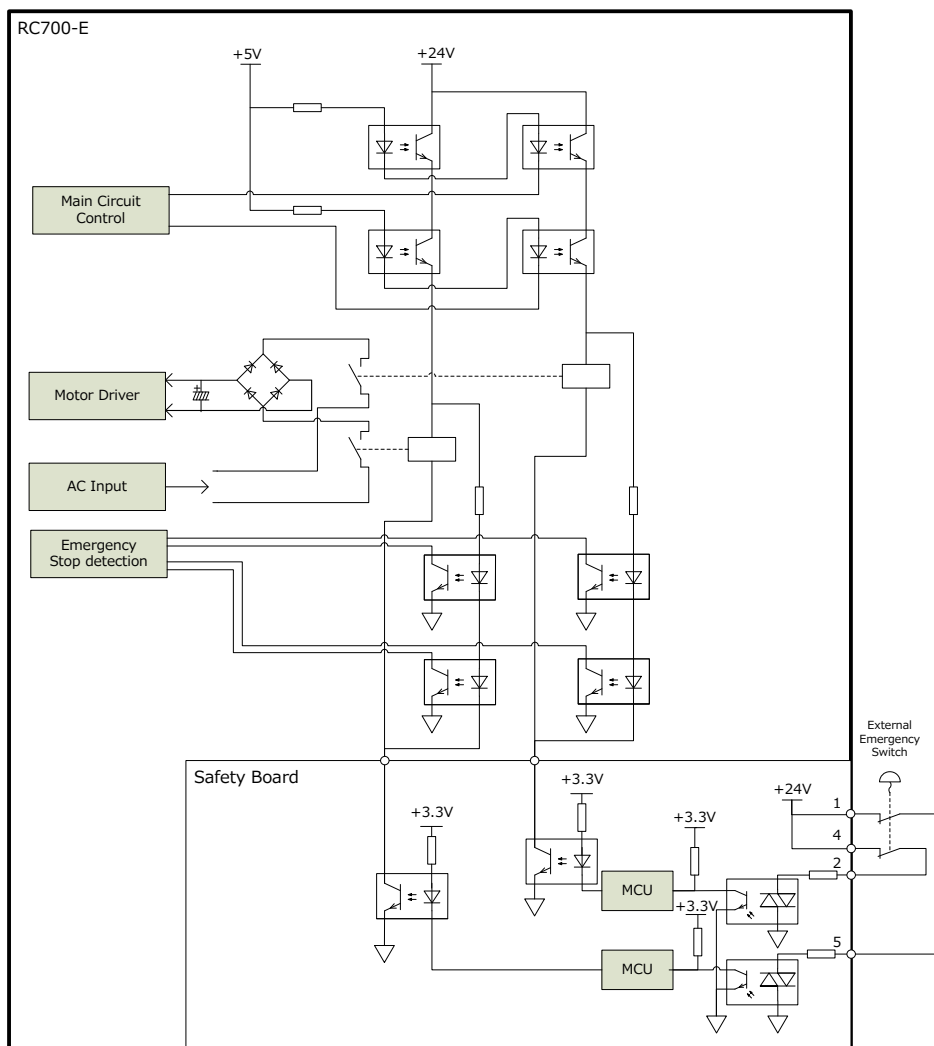 RC700-E
+5V
+24V
Main Circuit
Control
Motor Driver
+
AC Input
Emergency
Stop detection
External
Emergency
Switch
Safety Board
+3.3V
+3.3V
+3.3V
+24V
1
4
2
MCU
+3.3V
5
MCU